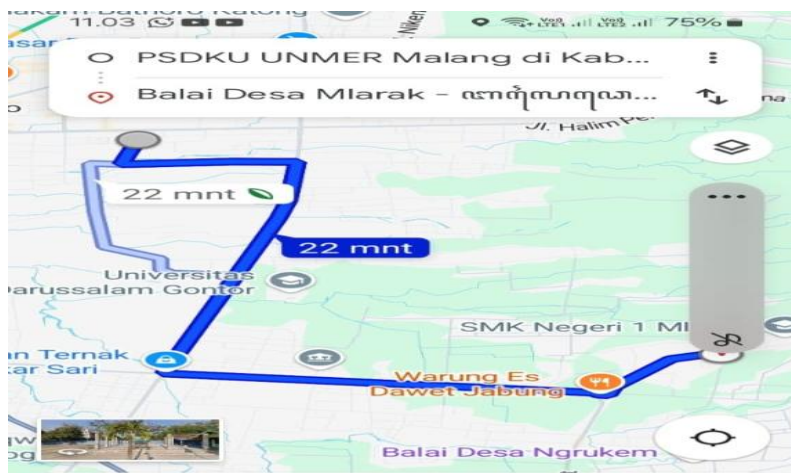 11.03
75%
PSDKU UNMER Malang di Kab...
Balai Desa Mlarak -
Jl. Halim
22 mnt
22 mnt
Universitas
Darussalam Gontor
SMK Negeri 1 Ml
Ternak
Sari
Warung Es
Dawet Jabung
Balai Desa Ngrukem